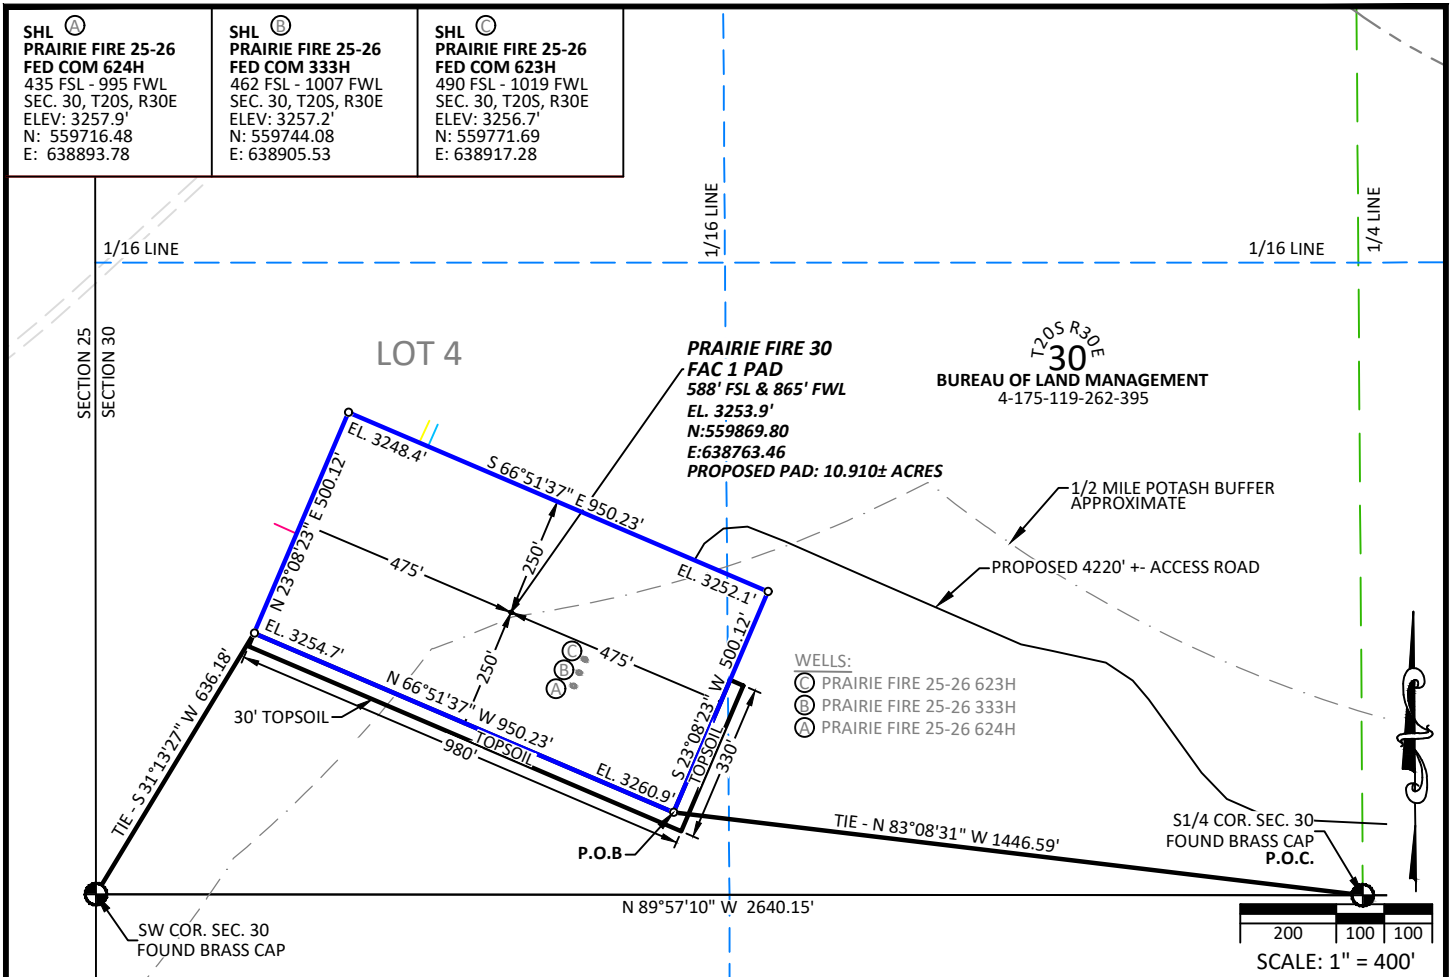 SHL A
PRAIRIE FIRE 25-26
FED COM 624H
435 FSL - 995 FWL
SEC. 30, T20S, R30E
ELEV: 3257.9'
N: 559716.48
E: 638893.78
SHL B
PRAIRIE FIRE 25-26
FED COM 333H
462 FSL - 1007 FWL
SEC. 30, T20S, R30E
ELEV: 3257.2'
N: 559744.08
E: 638905.53
SHL C
PRAIRIE FIRE 25-26
FED COM 623H
490 FSL - 1019 FWL
SEC. 30, T20S, R30E
ELEV: 3256.7'
N: 559771.69
E: 638917.28
1/16 LINE
1/16 LINE
1/16 LINE
1/4 LINE
SECTION 25
SECTION 30
LOT 4
PRAIRIE FIRE 30
FAC 1 PAD
588' FSL & 865' FWL
EL. 3253.9'
N:559869.80
E:638763.46
PROPOSED PAD: 10.910± ACRES
T20S R30E
30
BUREAU OF LAND MANAGEMENT
4-175-119-262-395
1/2 MILE POTASH BUFFER
APPROXIMATE
PROPOSED 4220' +- ACCESS ROAD
EL. 3248.4'
S 66°51'37" E 950.23'
N 23°08'23" E 500.12'
475'
250'
EL. 3252.1'
EL. 3254.7'
250'
475'
C
B
A
S 23°08'23" W 500.12'
N 66°51'37" W 950.23'
TOPSOIL
980'
EL. 3260.9'
TOPSOIL
330'
30' TOPSOIL
WELLS:
C PRAIRIE FIRE 25-26 623H
B PRAIRIE FIRE 25-26 333H
A PRAIRIE FIRE 25-26 624H
TIE - S 31°13'27" W 636.18'
TIE - N 83°08'31" W 1446.59'
P.O.B
S1/4 COR. SEC. 30
FOUND BRASS CAP
P.O.C.
N 89°57'10" W 2640.15'
SW COR. SEC. 30
FOUND BRASS CAP
200 100 100
SCALE: 1" = 400'